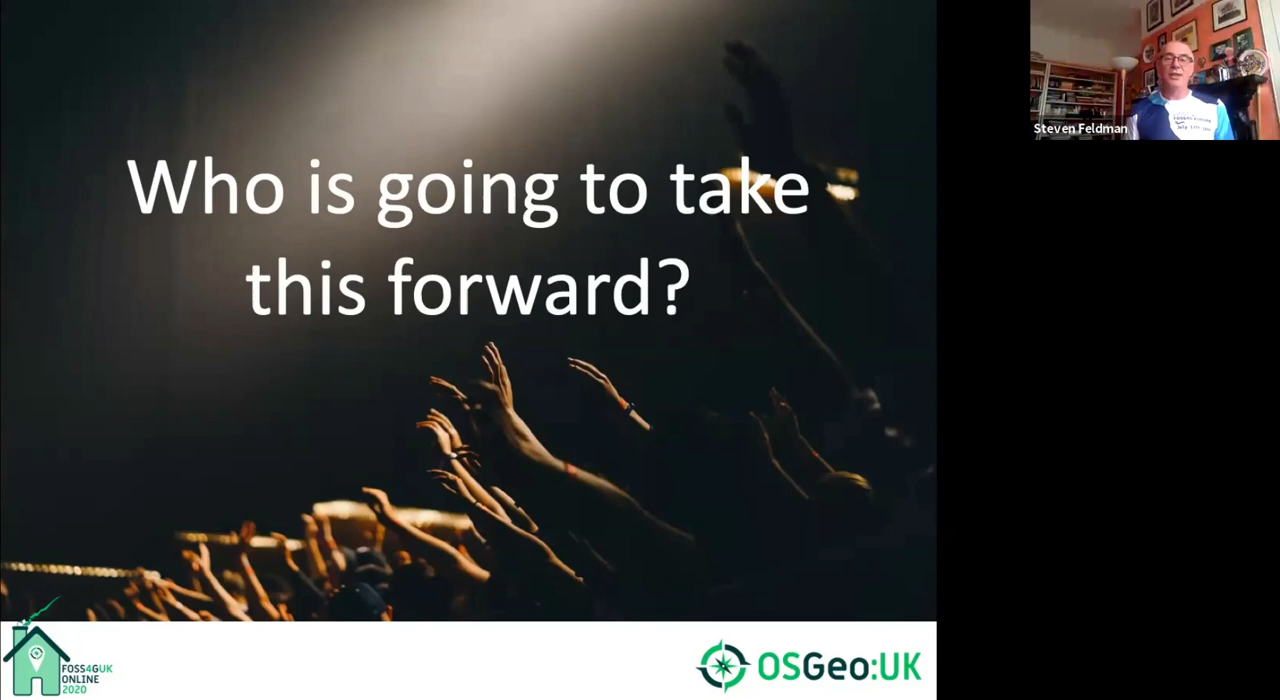 Who is going to take
this forward?
Steven Feldman
FOSS4GUK
ONLINE
2020
OSGeo:UK